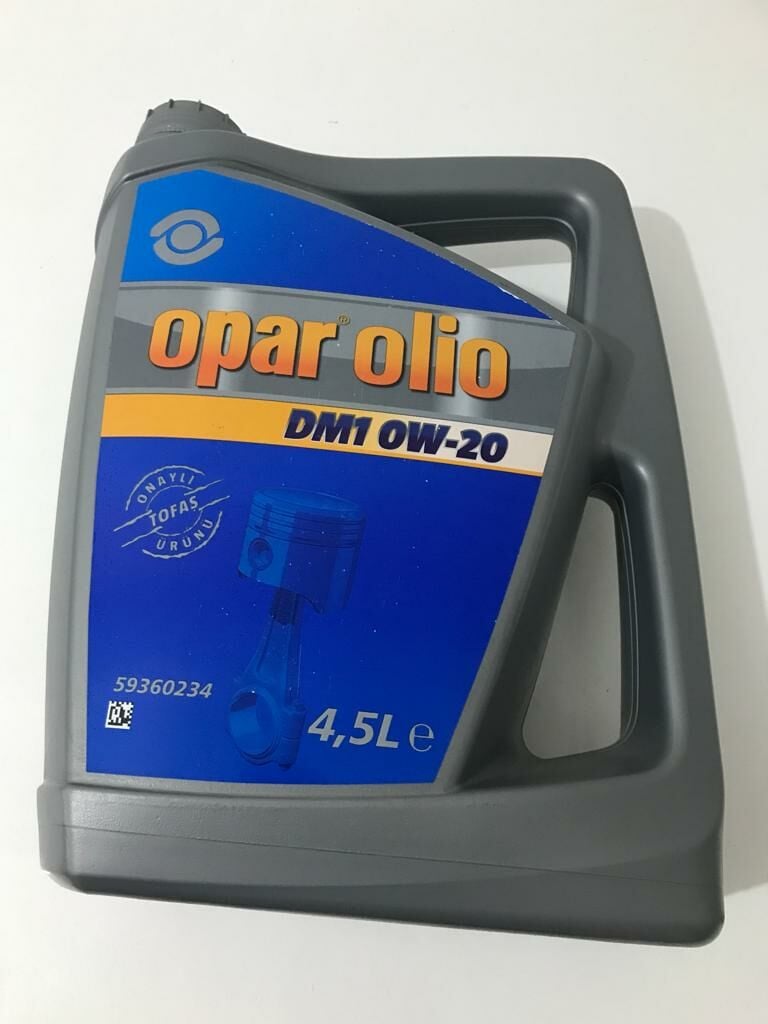 opar® olio
DM1 0W-20
ONAYLI
TOFAŞ
ÜRÜNÜ
59360234
4,5L e